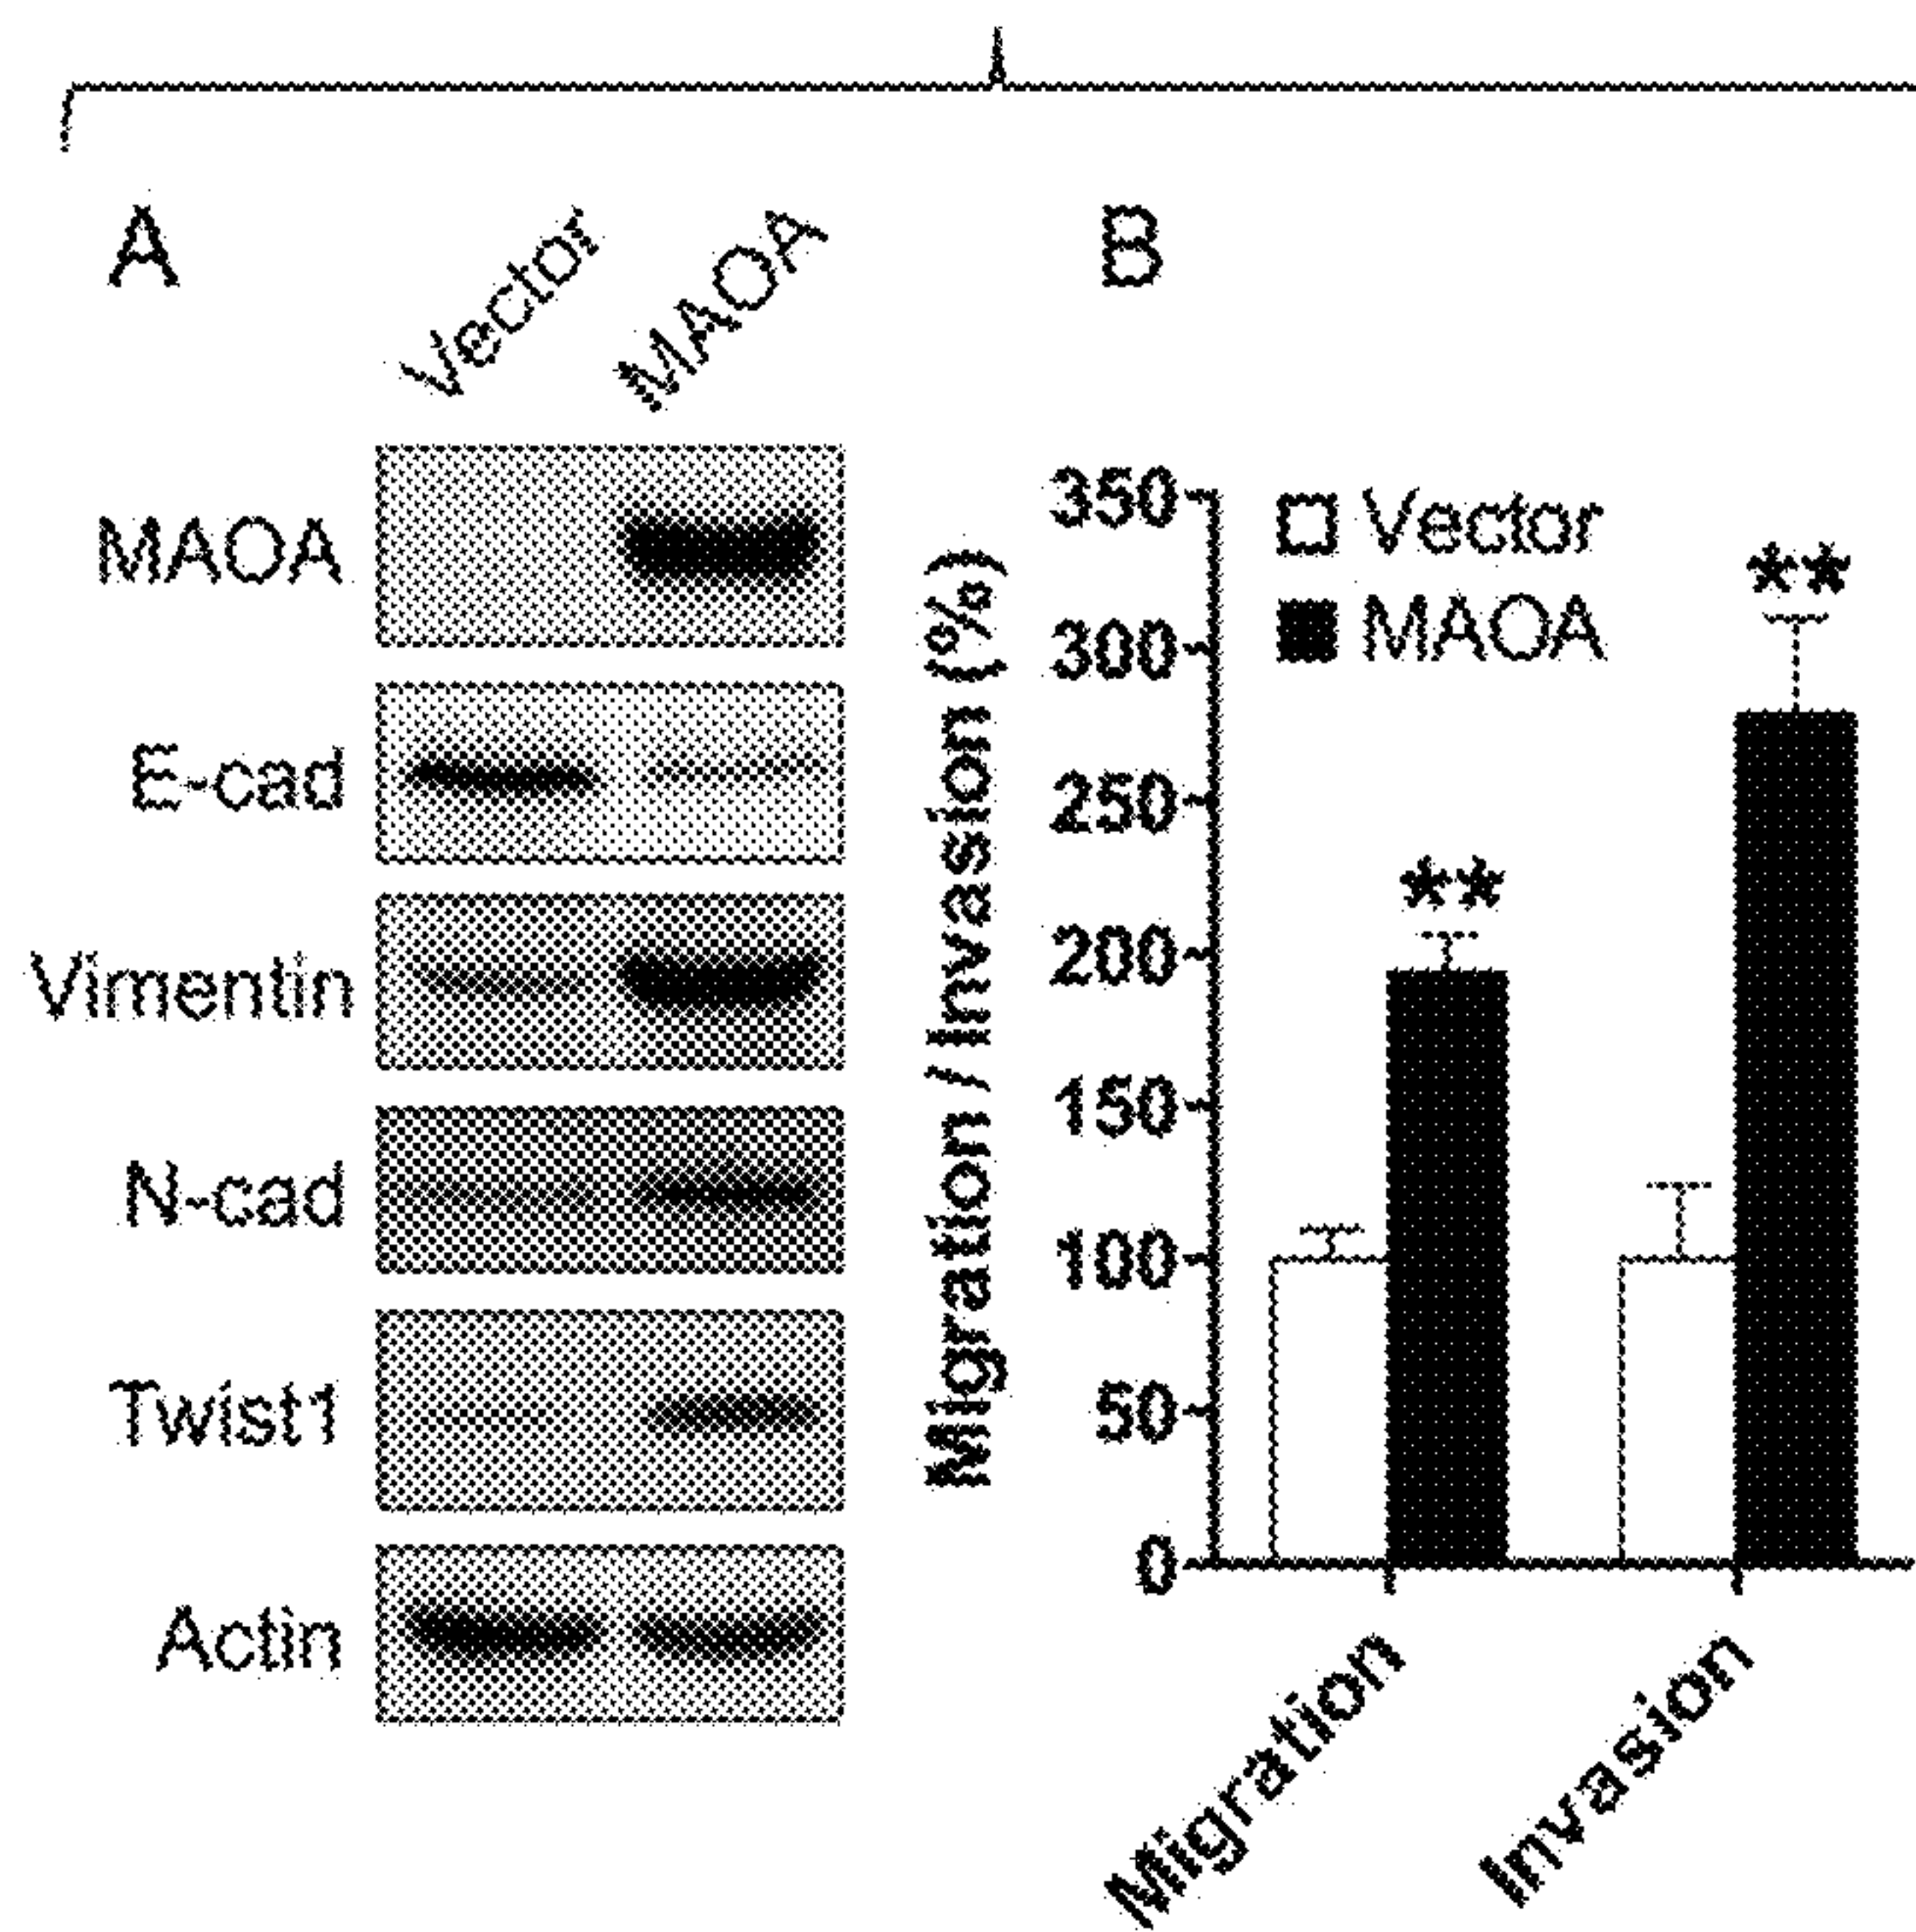 A
Vector
MAOA
MAOA
E-cad
Vimentin
N-cad
Twist1
Actin
B
Migration / Invasion (%)
350
300
250
200
150
100
50
0
Vector
MAOA
**
**
Migration
Invasion